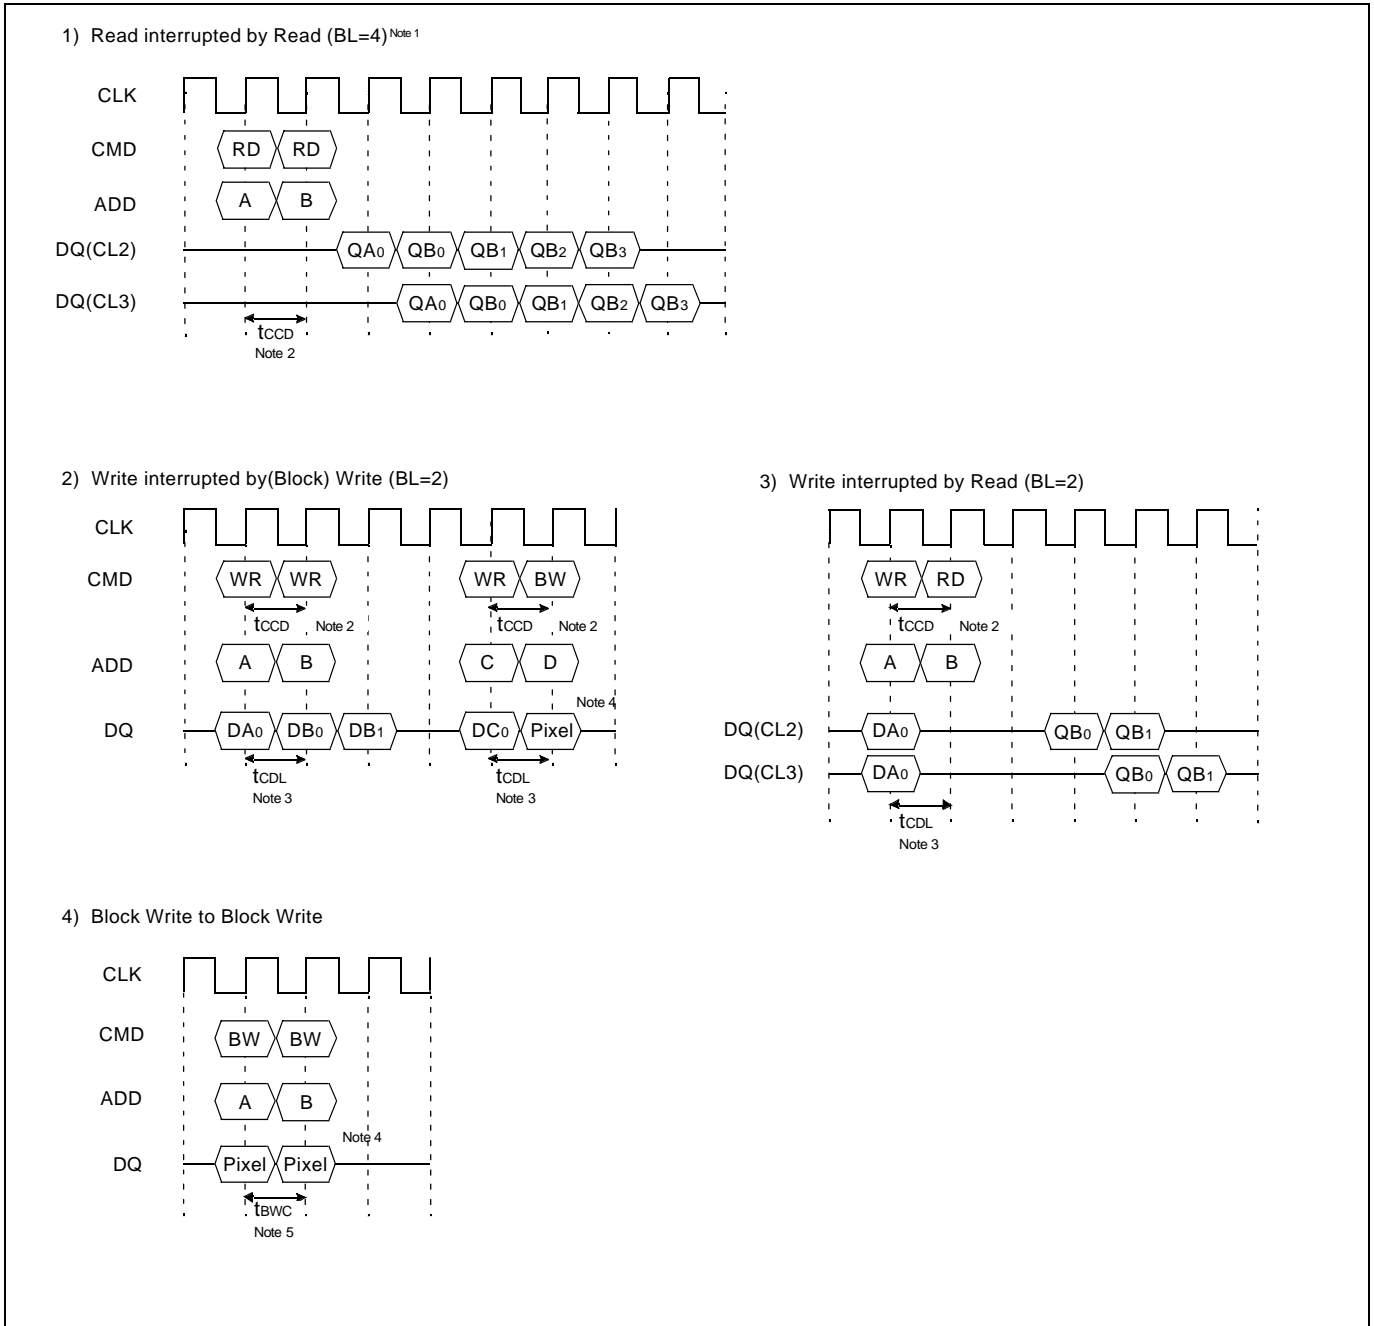 1) Read interrupted by Read (BL=4) Note 1
CLK
CMD RD RD
ADD A B
DQ(CL2) QA0 QB0 QB1 QB2 QB3
DQ(CL3) QA0 QB0 QB1 QB2 QB3
tCCD
Note 2
2) Write interrupted by(Block) Write (BL=2)
CLK
CMD WR WR WR BW
tCCD Note 2 tCCD Note 2
ADD A B C D
Note 4
DQ DA0 DB0 DB1 DC0 Pixel
tCDL tCDL
Note 3 Note 3
3) Write interrupted by Read (BL=2)
WR RD
tCCD Note 2
A B
DQ(CL2) DA0 QB0 QB1
DQ(CL3) DA0 QB0 QB1
tCDL
Note 3
4) Block Write to Block Write
CLK
CMD BW BW
ADD A B
Note 4
DQ Pixel Pixel
tBWC
Note 5